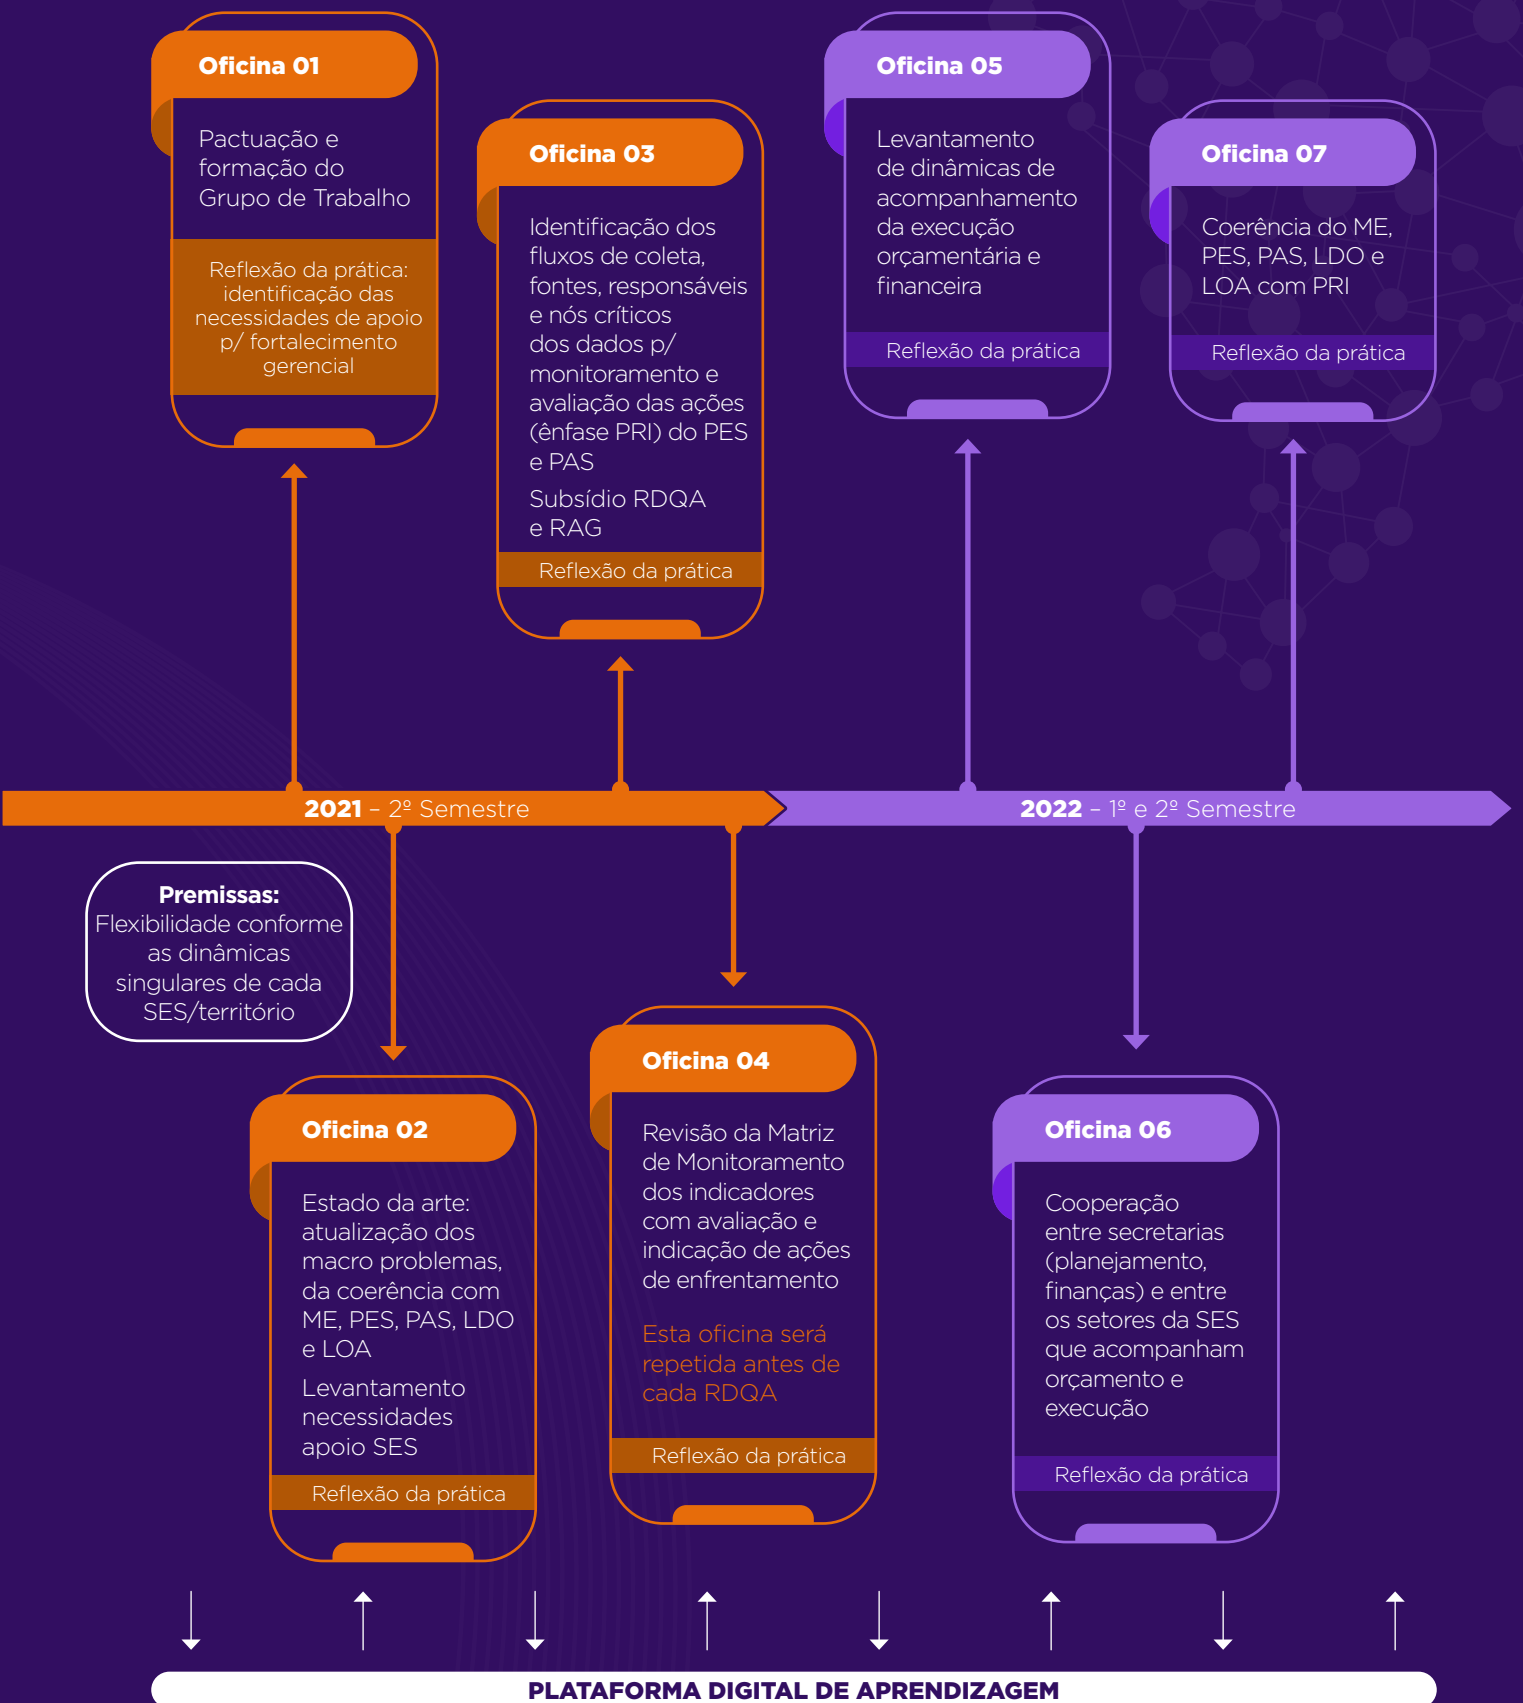 Oficina 01
Pactuação e
formação do
Grupo de Trabalho
Reflexão da prática:
identificação das
necessidades de apoio
p/ fortalecimento
gerencial
Oficina 03
Identificação dos
fluxos de coleta,
fontes, responsáveis
e nós críticos
dos dados p/
monitoramento e
avaliação das ações
(ênfase PRI) do PES
e PAS
Subsídio RDQA
e RAG
Reflexão da prática
Oficina 05
Levantamento
de dinâmicas de
acompanhamento
da execução
orçamentária e
financeira
Reflexão da prática
Oficina 07
Coerência do ME,
PES, PAS, LDO e
LOA com PRI
Reflexão da prática
2021 – 2º Semestre
2022 – 1º e 2º Semestre
Premissas:
Flexibilidade conforme
as dinâmicas
singulares de cada
SES/território
Oficina 02
Estado da arte:
atualização dos
macro problemas,
da coerência com
ME, PES, PAS, LDO
e LOA
Levantamento
necessidades
apoio SES
Reflexão da prática
Oficina 04
Revisão da Matriz
de Monitoramento
dos indicadores
com avaliação e
indicação de ações
de enfrentamento
Esta oficina será
repetida antes de
cada RDQA
Reflexão da prática
Oficina 06
Cooperação
entre secretarias
(planejamento,
finanças) e entre
os setores da SES
que acompanham
orçamento e
execução
Reflexão da prática
PLATAFORMA DIGITAL DE APRENDIZAGEM